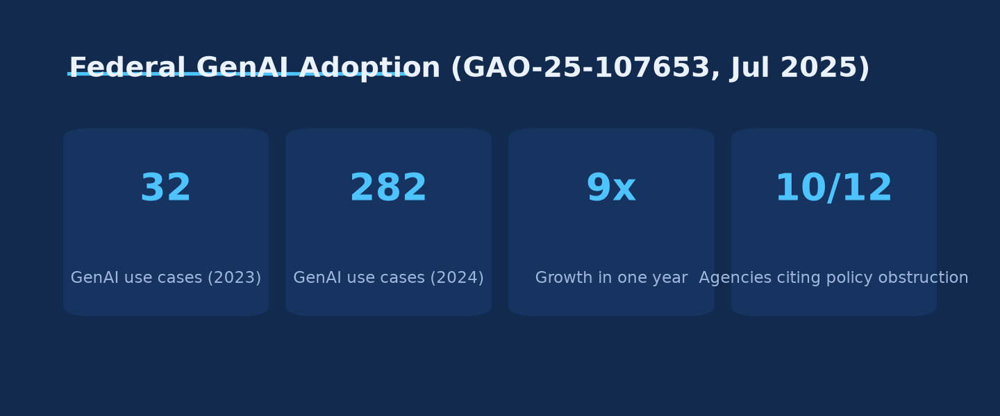 Federal GenAI Adoption (GAO-25-107653, Jul 2025)
32
282
9x
10/12
GenAI use cases (2023)
GenAI use cases (2024)
Growth in one year
Agencies citing policy obstruction